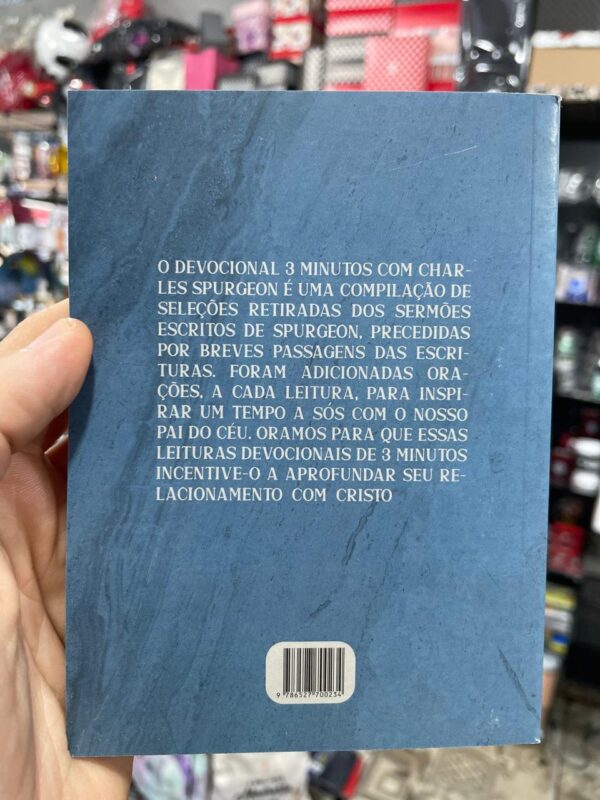 O DEVOCIONAL 3 MINUTOS COM CHAR-
LES SPURGEON É UMA COMPILAÇÃO DE
SELEÇÕES RETIRADAS DOS SERMÕES
ESCRITOS DE SPURGEON, PRECEDIDAS
POR BREVES PASSAGENS DAS ESCRI-
TURAS. FORAM ADICIONADAS ORA-
ÇÕES, A CADA LEITURA, PARA INSPI-
RAR UM TEMPO A SÓS COM O NOSSO
PAI DO CÉU. ORAMOS PARA QUE ESSAS
LEITURAS DEVOCIONAIS DE 3 MINUTOS
INCENTIVE-O A APROFUNDAR SEU RE-
LACIONAMENTO COM CRISTO
9 786527 700234